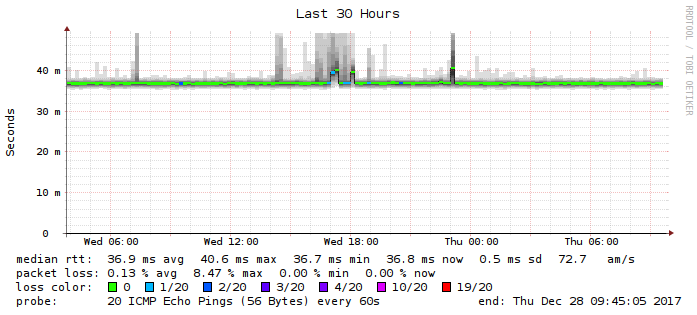 Last 30 Hours
RRDTOOL / TOBI OETIKER
Seconds
40 m
30 m
20 m
10 m
0
Wed 06:00 Wed 12:00 Wed 18:00 Thu 00:00 Thu 06:00
median rtt: 36.9 ms avg 40.6 ms max 36.7 ms min 36.8 ms now 0.5 ms sd 72.7 am/s
packet loss: 0.13 % avg 8.47 % max 0.00 % min 0.00 % now
loss color: 0 1/20 2/20 3/20 4/20 10/20 19/20
probe: 20 ICMP Echo Pings (56 Bytes) every 60s end: Thu Dec 28 09:45:05 2017